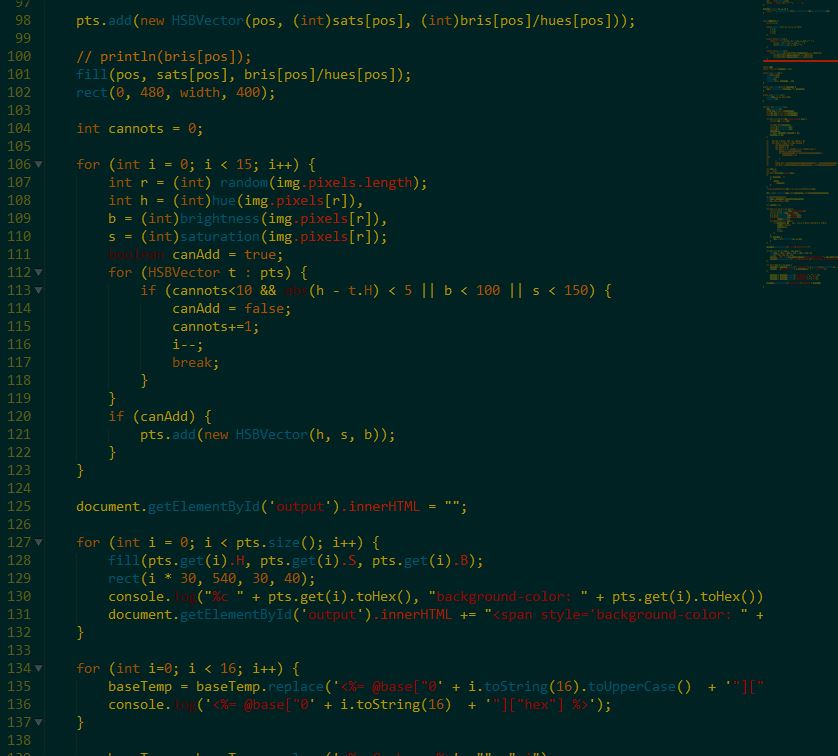 97
98 pts.add(new HSBVector(pos, (int)sats[pos], (int)bris[pos]/hues[pos]));
99
100 // println(bris[pos]);
101 fill(pos, sats[pos], bris[pos]/hues[pos]);
102 rect(0, 480, width, 400);
103
104 int cannots = 0;
105
106 for (int i = 0; i < 15; i++) {
107 int r = (int) random(img.pixels.length);
108 int h = (int)hue(img.pixels[r]),
109 b = (int)brightness(img.pixels[r]),
110 s = (int)saturation(img.pixels[r]);
111 boolean canAdd = true;
112 for (HSBVector t : pts) {
113 if (cannots<10 && abs(h - t.H) < 5 || b < 100 || s < 150) {
114 canAdd = false;
115 cannots+=1;
116 i--;
117 break;
118 }
119 }
120 if (canAdd) {
121 pts.add(new HSBVector(h, s, b));
122 }
123 }
124
125 document.getElementById('output').innerHTML = "";
126
127 for (int i = 0; i < pts.size(); i++) {
128 fill(pts.get(i).H, pts.get(i).S, pts.get(i).B);
129 rect(i * 30, 540, 30, 40);
130 console.log("%c " + pts.get(i).toHex(), "background-color: " + pts.get(i).toHex())
131 document.getElementById('output').innerHTML += "<span style='background-color: " +
132 }
133
134 for (int i=0; i < 16; i++) {
135 baseTemp = baseTemp.replace('<%= @base["0' + i.toString(16).toUpperCase() + '"]["
136 console.log('<%= @base["0' + i.toString(16) + '"]["hex"] %>');
137 }
138